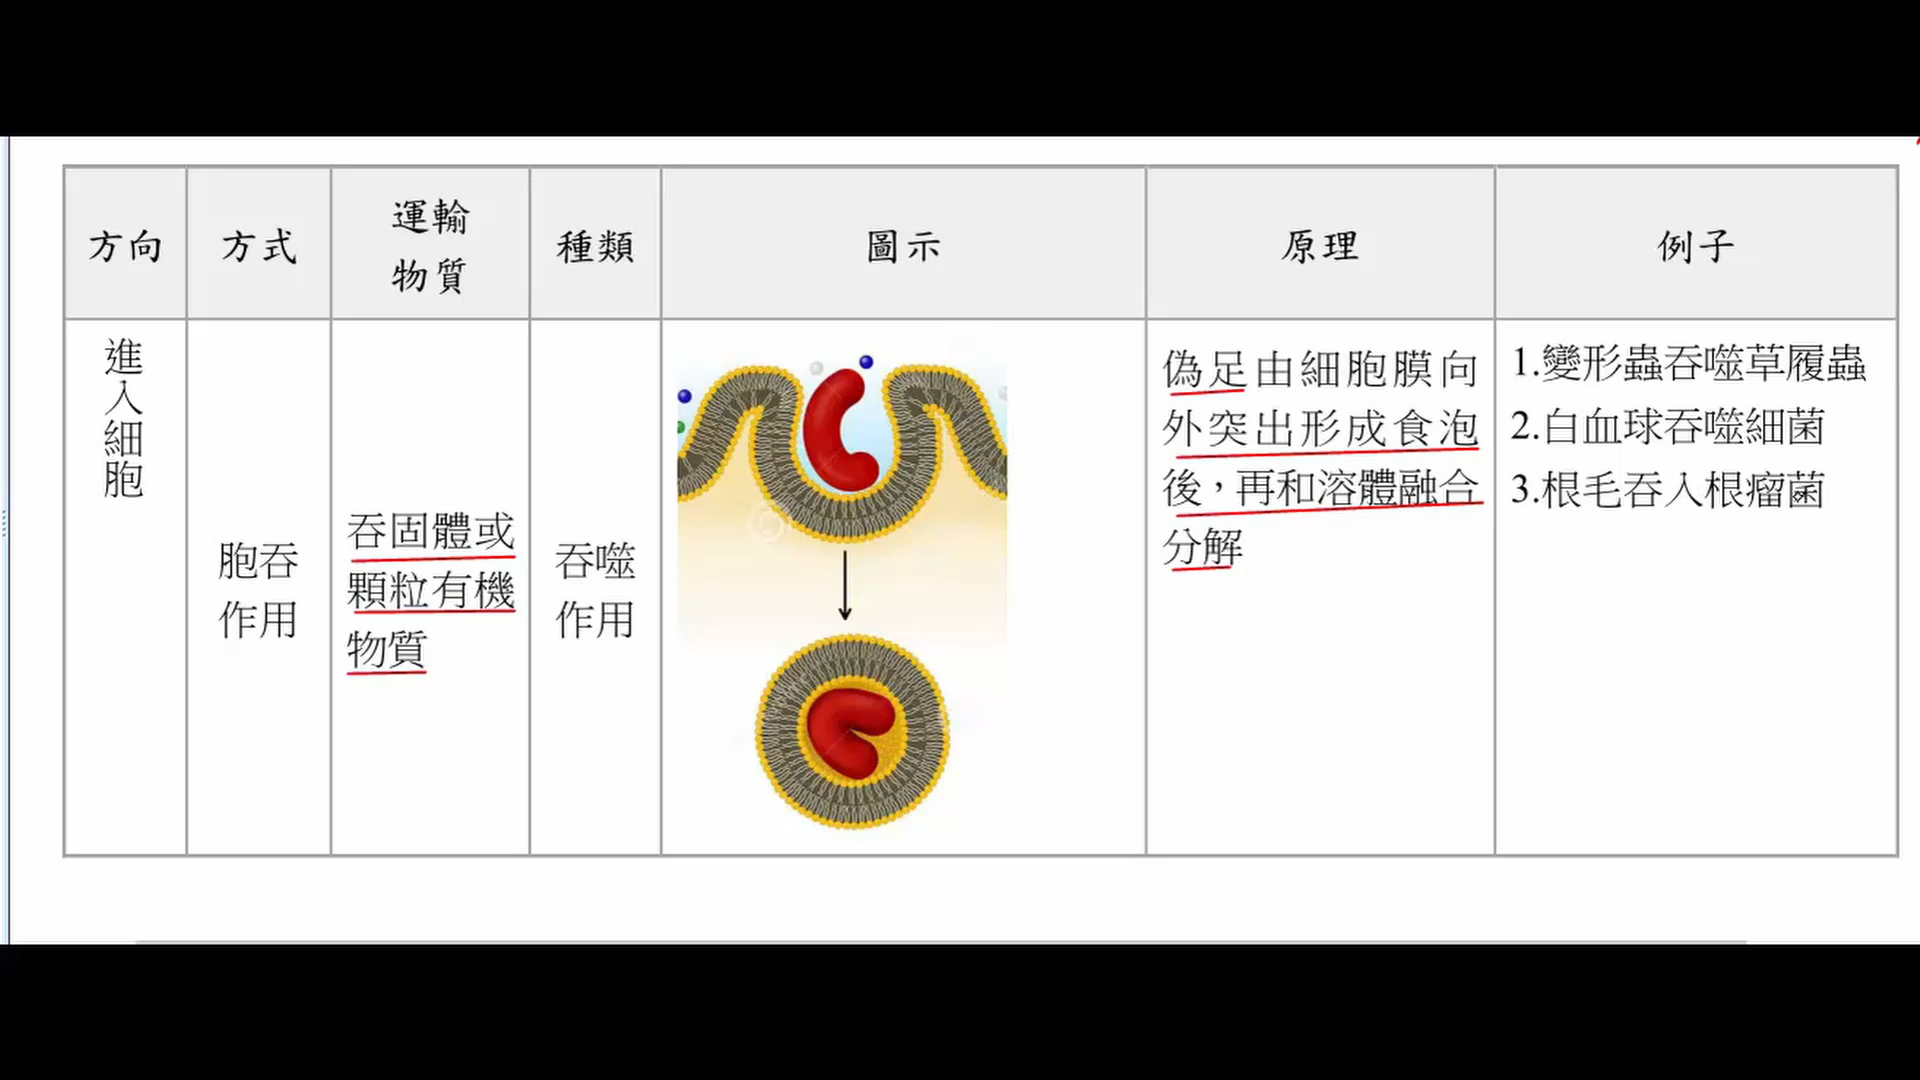 方向
方式
運輸
物質
種類
圖示
原理
例子
進入細胞
胞吞
作用
吞固體或
顆粒有機
物質
吞噬
作用
偽足由細胞膜向
外突出形成食泡
後，再和溶體融合
分解
1.變形蟲吞噬草履蟲
2.白血球吞噬細菌
3.根毛吞入根瘤菌